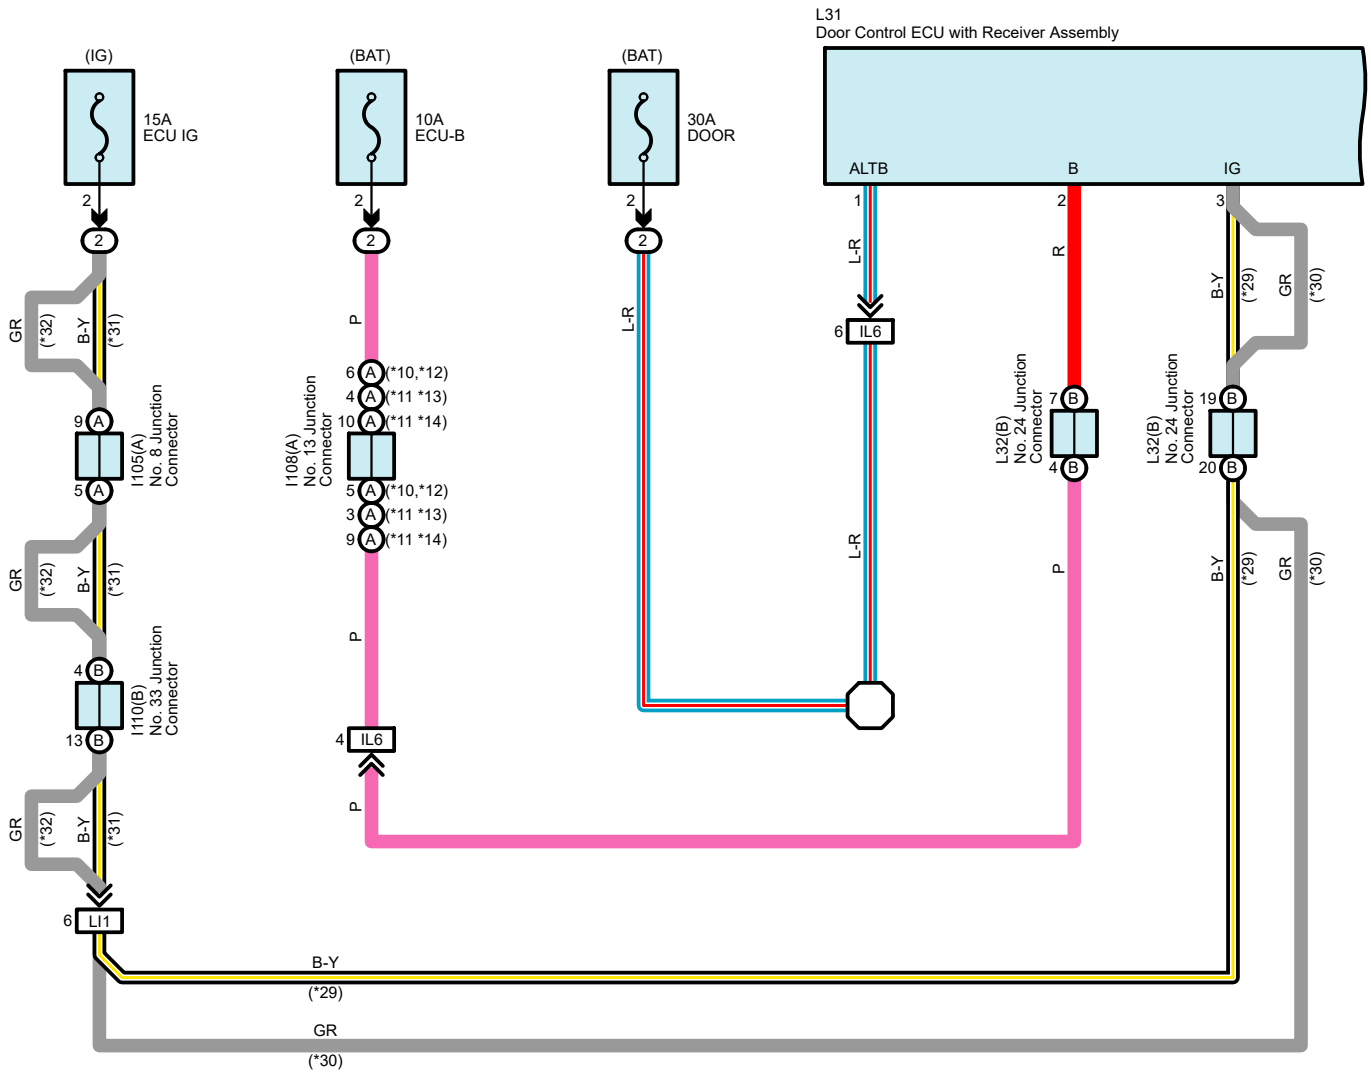 L31
Door Control ECU with Receiver Assembly
(IG)
(BAT)
(BAT)
15A
ECU IG
10A
ECU-B
30A
DOOR
ALTB
B
IG
2
2
2
1
2
3
2
2
2
L-R
R
B-Y
(*29)
GR
(*30)
GR
(*32)
B-Y
(*31)
P
L-R
6
IL6
6
A
(*10,*12)
4
A
(*11 *13)
10
A
(*11 *14)
9
A
I105(A)
No. 8 Junction
Connector
5
A
I108(A)
No. 13 Junction
Connector
5
A
(*10,*12)
3
A
(*11 *13)
9
A
(*11 *14)
7
B
L32(B)
No. 24 Junction
Connector
4
B
19
B
L32(B)
No. 24 Junction
Connector
20
B
GR
(*32)
B-Y
(*31)
L-R
P
B-Y
(*29)
GR
(*30)
P
4
B
I110(B)
No. 33 Junction
Connector
13
B
4
IL6
P
GR
(*32)
B-Y
(*31)
6
LI1
B-Y
(*29)
GR
(*30)